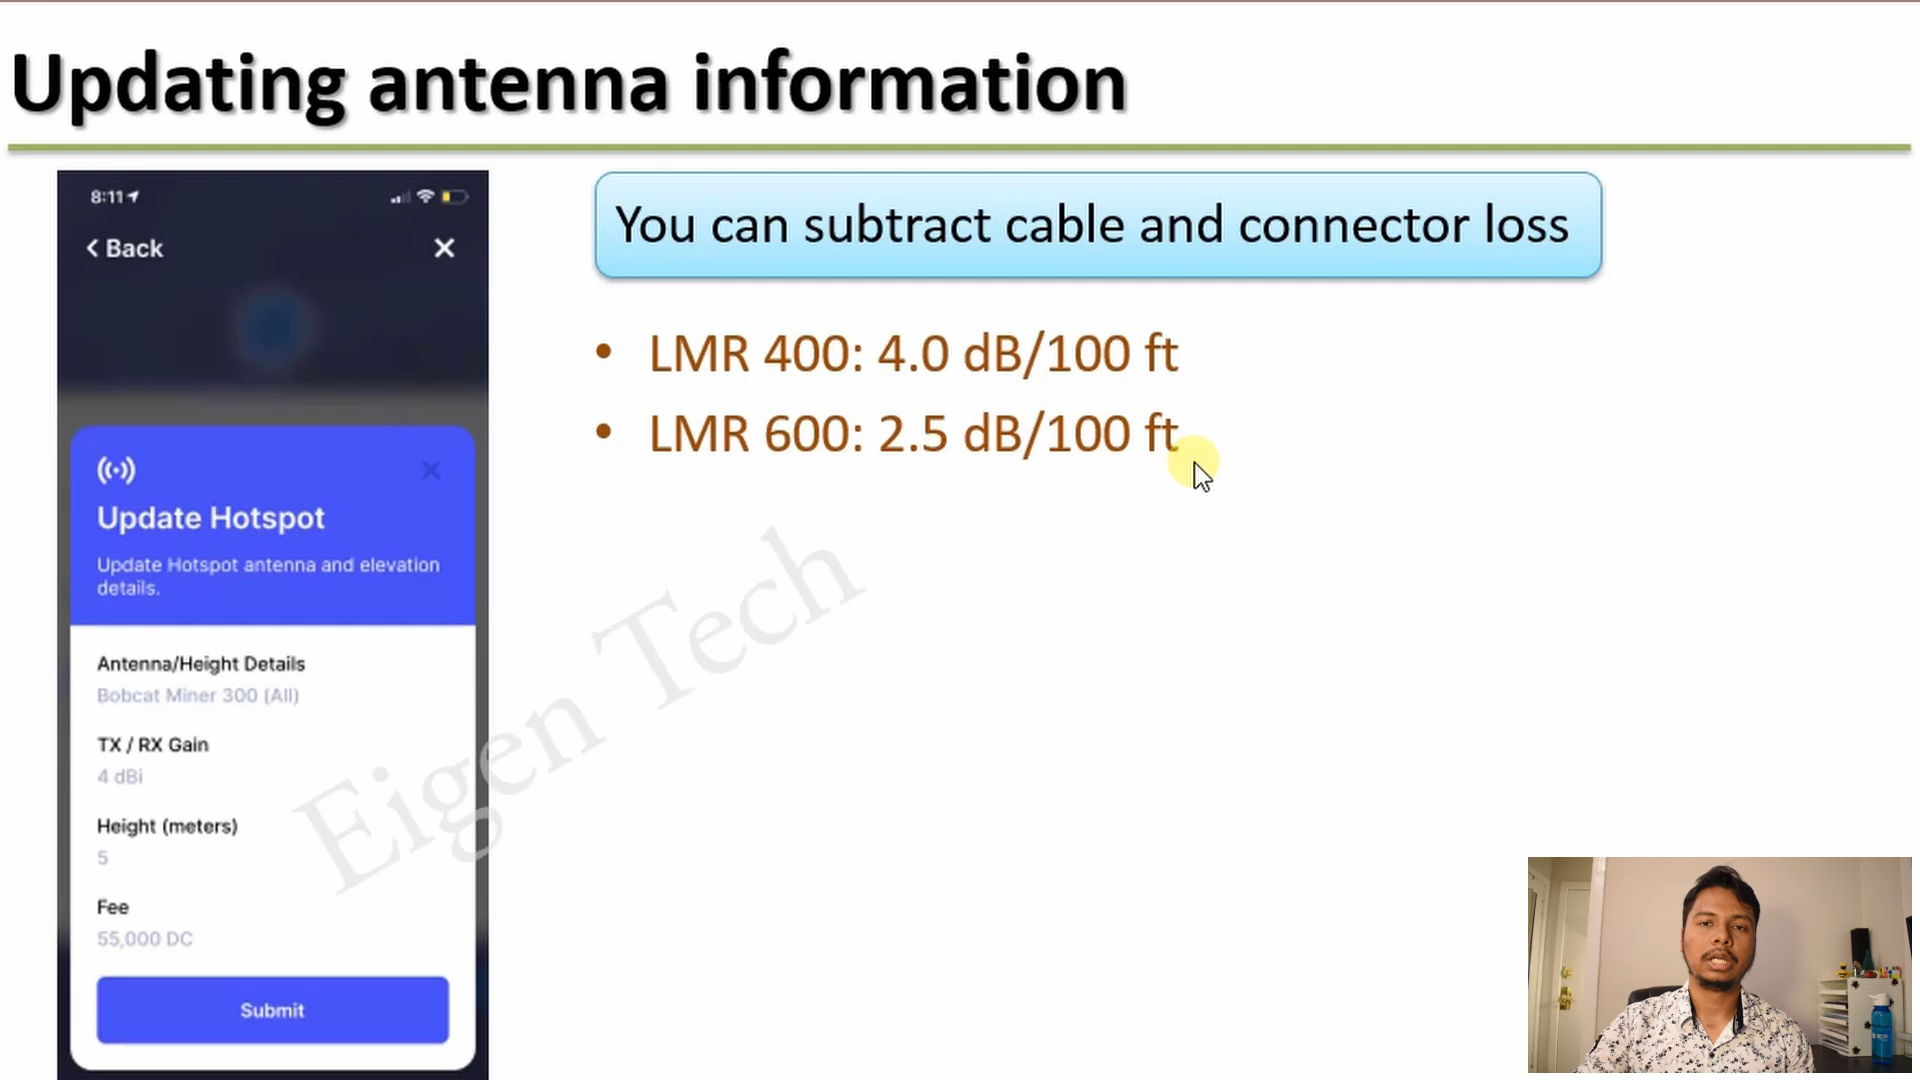 Updating antenna information
8:11
Back
Update Hotspot
Update Hotspot antenna and elevation
details.
Antenna/Height Details
Bobcat Miner 300 (All)
TX / RX Gain
4 dBi
Height (meters)
5
Fee
55,000 DC
Submit
You can subtract cable and connector loss
• LMR 400: 4.0 dB/100 ft
• LMR 600: 2.5 dB/100 ft
Eigen Tech